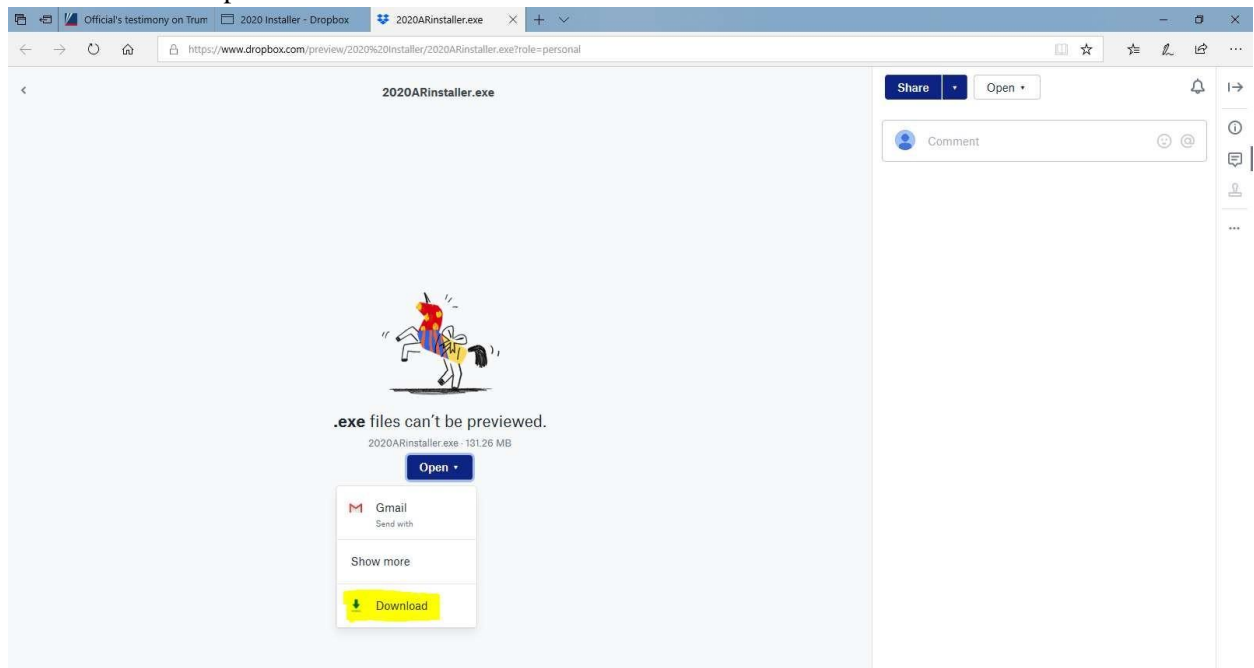 Official's testimony on Trum
2020 Installer - Dropbox
2020ARinstaller.exe
https://www.dropbox.com/preview/2020%20Installer/2020ARinstaller.exe?role=personal
2020ARinstaller.exe
Share
Open
Comment
.exe files can't be previewed.
2020ARinstaller.exe · 131.26 MB
Open
Gmail
Send with
Show more
Download